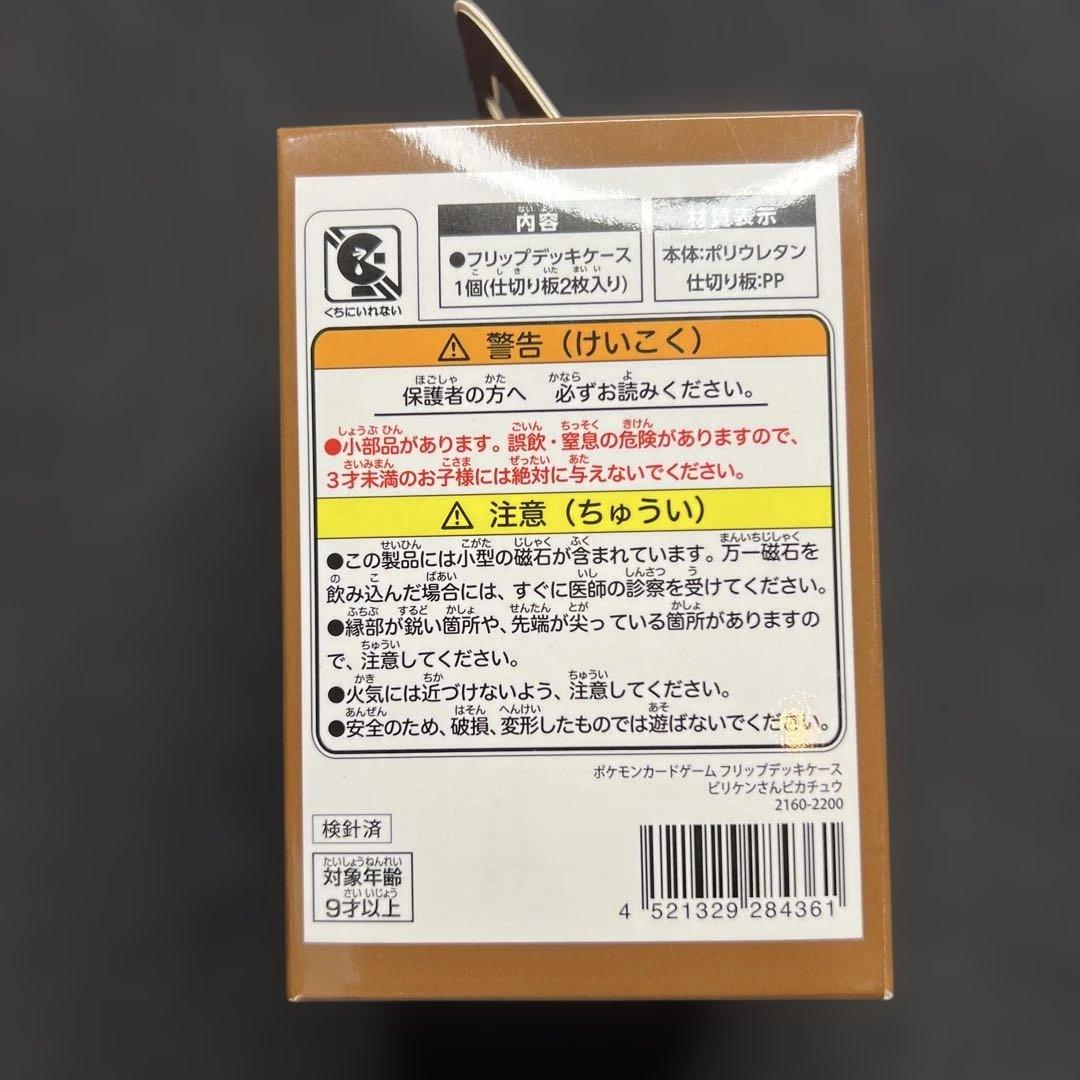 くちにいれない
内容
●フリップデッキケース
1個(仕切り板2枚入り)
材質表示
本体:ポリウレタン
仕切り板:PP
⚠ 警告（けいこく）
保護者の方へ 必ずお読みください。
●小部品があります。誤飲・窒息の危険がありますので、
3才未満のお子様には絶対に与えないでください。
⚠ 注意（ちゅうい）
●この製品には小型の磁石が含まれています。万一磁石を
飲み込んだ場合には、すぐに医師の診察を受けてください。
●縁部が鋭い箇所や、先端が尖っている箇所がありますの
で、注意してください。
●火気には近づけないよう、注意してください。
●安全のため、破損、変形したものでは遊ばないでください。
ポケモンカードゲーム フリップデッキケース
ビリケンさんピカチュウ
2160-2200
検針済
対象年齢
9才以上
4 521329 284361